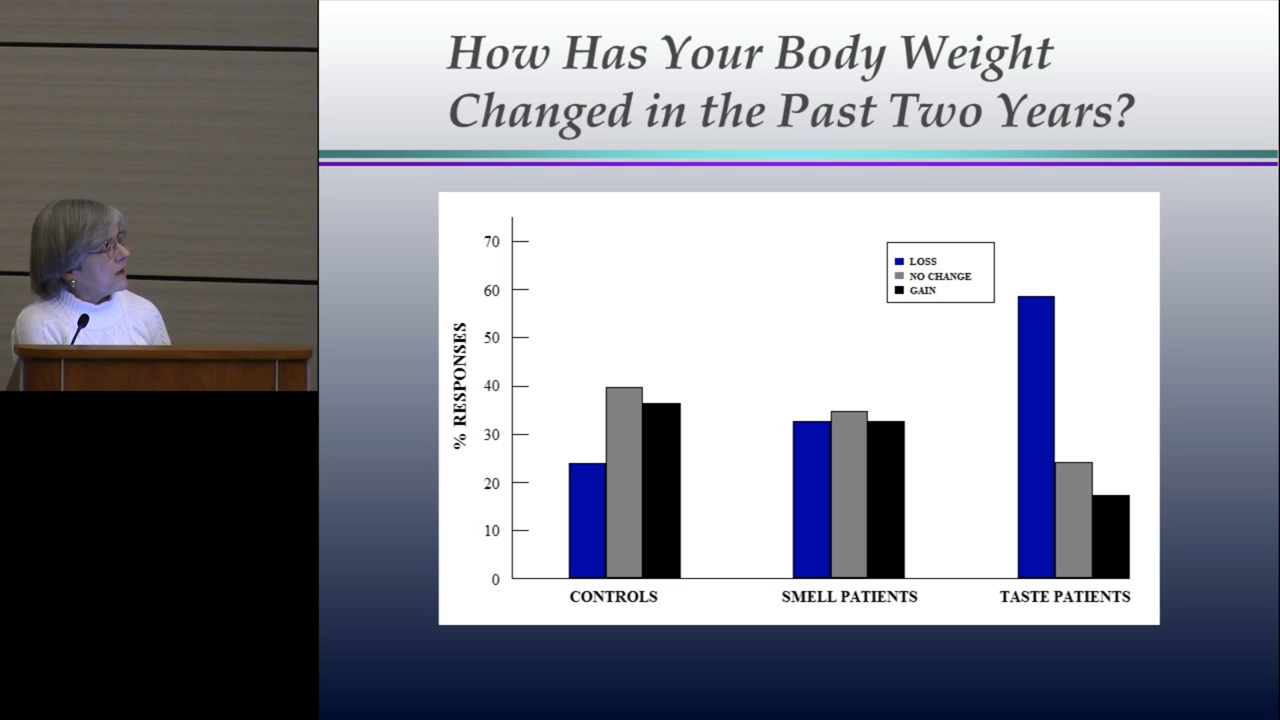 How Has Your Body Weight
Changed in the Past Two Years?
% RESPONSES
70
60
50
40
30
20
10
0
LOSS
NO CHANGE
GAIN
CONTROLS
SMELL PATIENTS
TASTE PATIENTS